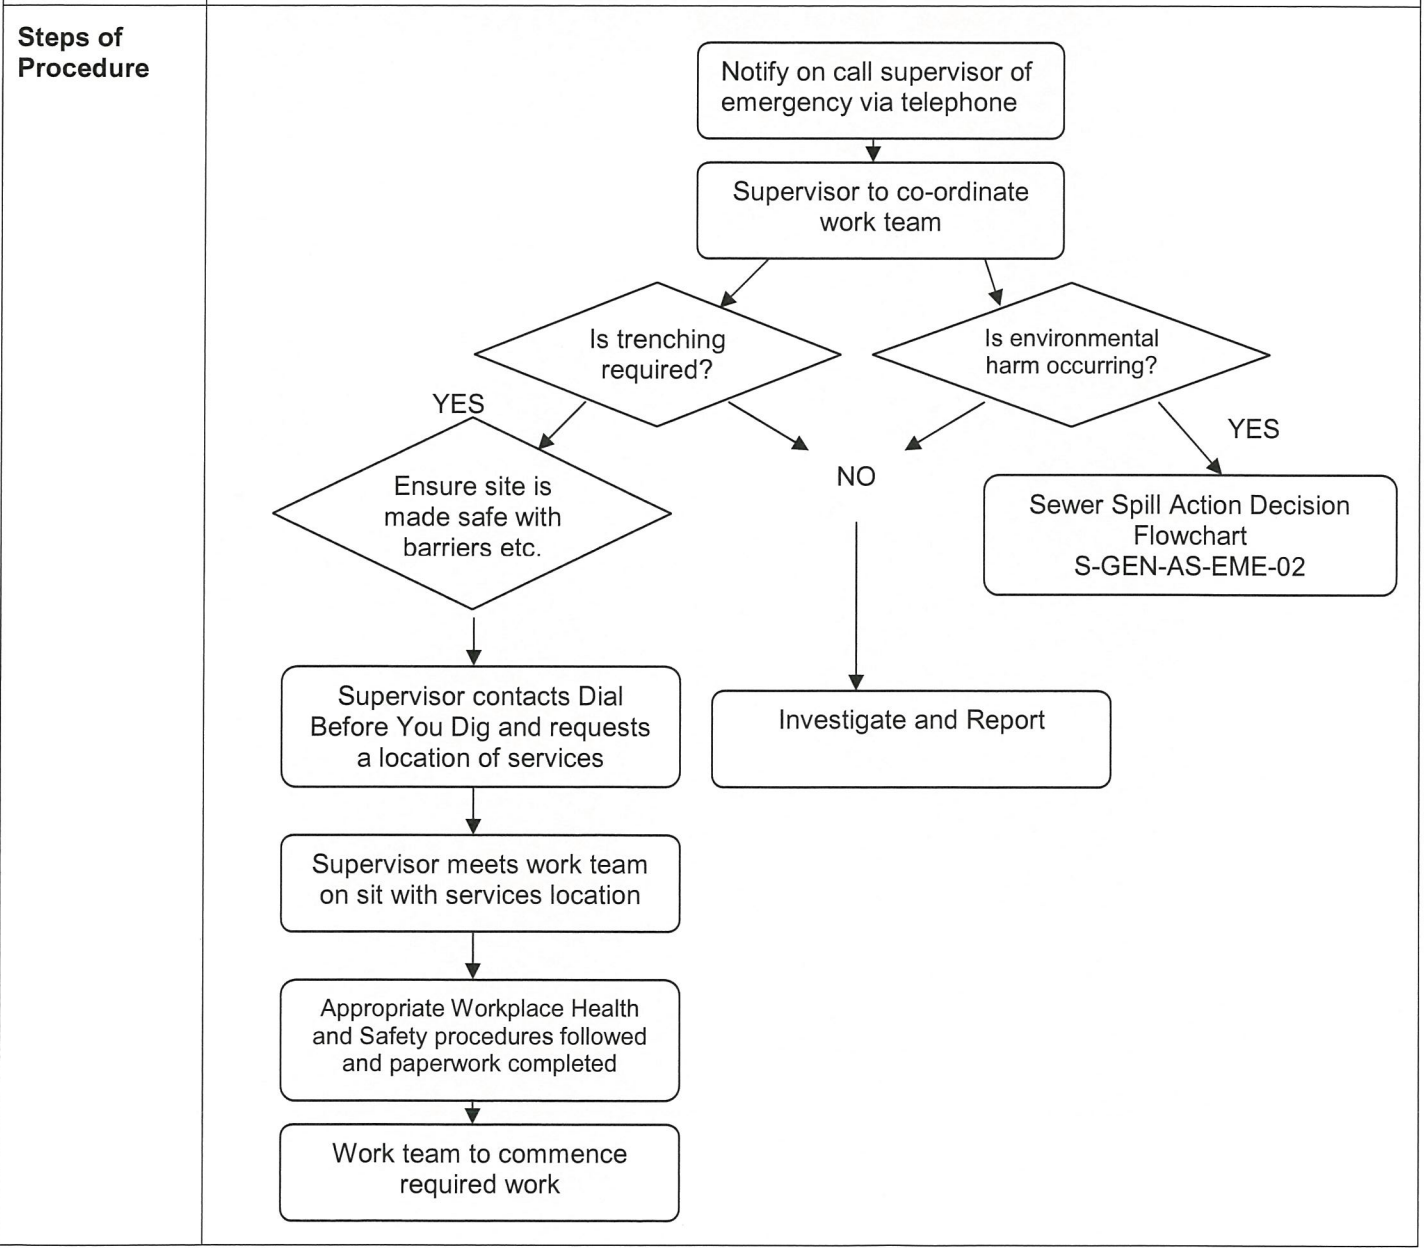 Steps of
Procedure
Notify on call supervisor of
emergency via telephone
Supervisor to co-ordinate
work team
Is trenching
required?
Is environmental
harm occurring?
YES
YES
Ensure site is
made safe with
barriers etc.
NO
Sewer Spill Action Decision
Flowchart
S-GEN-AS-EME-02
Supervisor contacts Dial
Before You Dig and requests
a location of services
Investigate and Report
Supervisor meets work team
on sit with services location
Appropriate Workplace Health
and Safety procedures followed
and paperwork completed
Work team to commence
required work